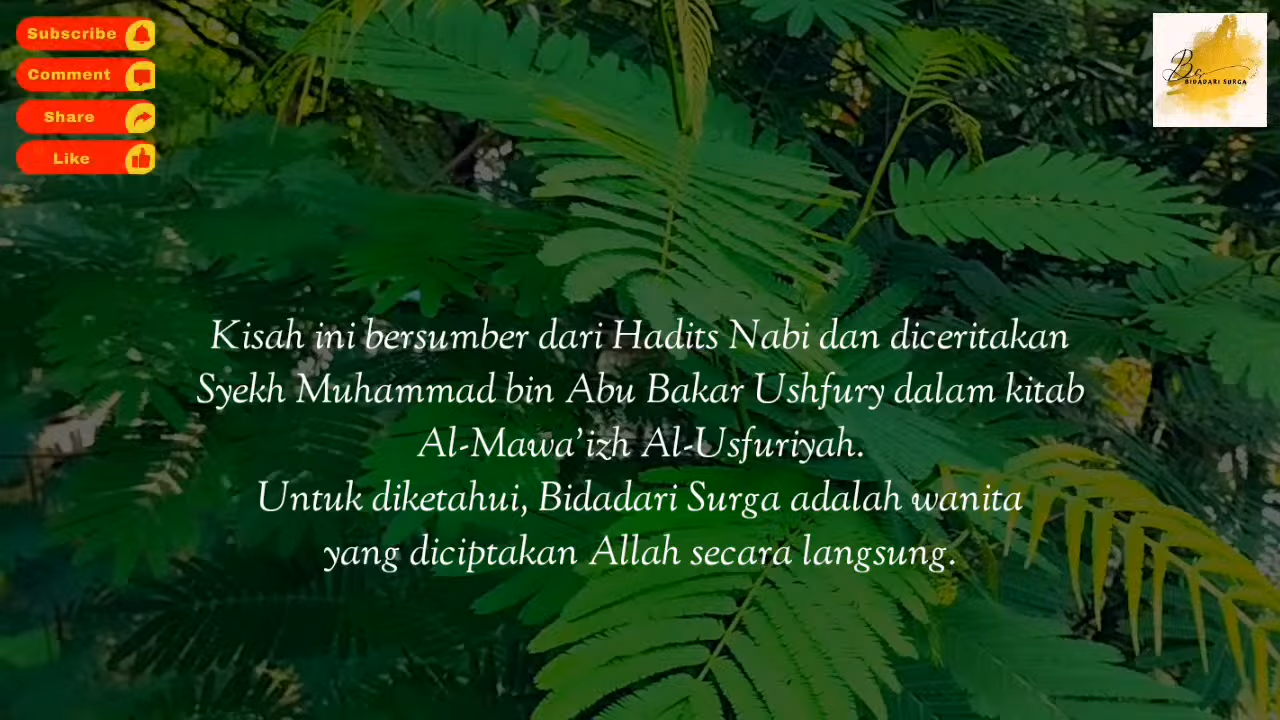 Subscribe
Comment
Share
Like
Bs
BIDADARI SURGA
Kisah ini bersumber dari Hadits Nabi dan diceritakan
Syekh Muhammad bin Abu Bakar Ushfury dalam kitab
Al-Mawa'izh Al-Usfuriyah.
Untuk diketahui, Bidadari Surga adalah wanita
yang diciptakan Allah secara langsung.